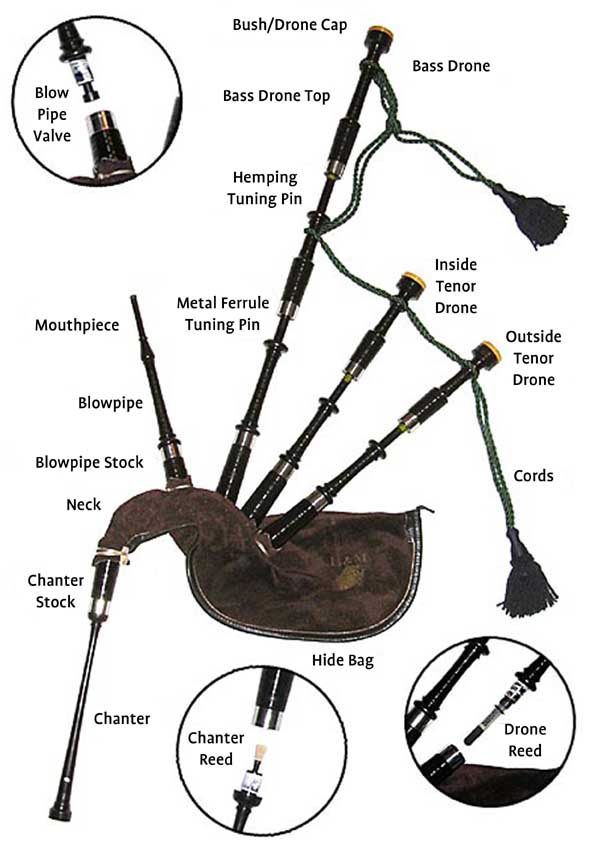 Bush/Drone Cap
Bass Drone
Blow
Pipe
Valve
Bass Drone Top
Hemping
Tuning Pin
Inside
Tenor
Drone
Metal Ferrule
Tuning Pin
Mouthpiece
Outside
Tenor
Drone
Blowpipe
Blowpipe Stock
Cords
Neck
Chanter
Stock
Hide Bag
Chanter
Chanter
Reed
Drone
Reed